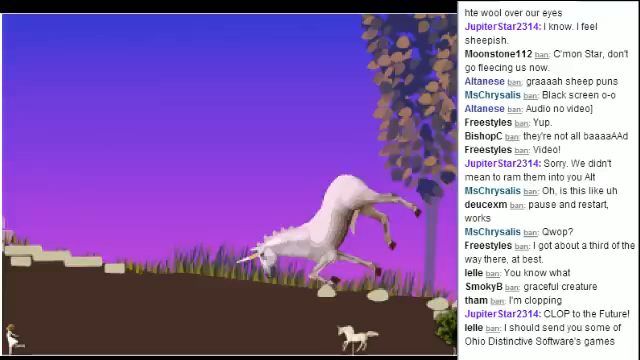 hte wool over our eyes
JupiterStar2314: I know. I feel
sheepish.
Moonstone112 ban: C'mon Star, don't
go fleecing us now.
Altanese ban: graaaah sheep puns
MsChrysalis ban: Black screen o-o
Altanese ban: Audio no video]
Freestyles ban: Yup.
BishopC ban: they're not all baaaaAAd
Freestyles ban: Video!
JupiterStar2314: Sorry. We didn't
mean to ram them into you Alt
MsChrysalis ban: Oh, is this like uh
deucexm ban: pause and restart,
works
MsChrysalis ban: Qwop?
Freestyles ban: I got about a third of the
way there, at best.
lelle ban: You know what
SmokyB ban: graceful creature
tham ban: I'm clopping
JupiterStar2314: CLOP to the Future!
lelle ban: I should send you some of
Ohio Distinctive Software's games